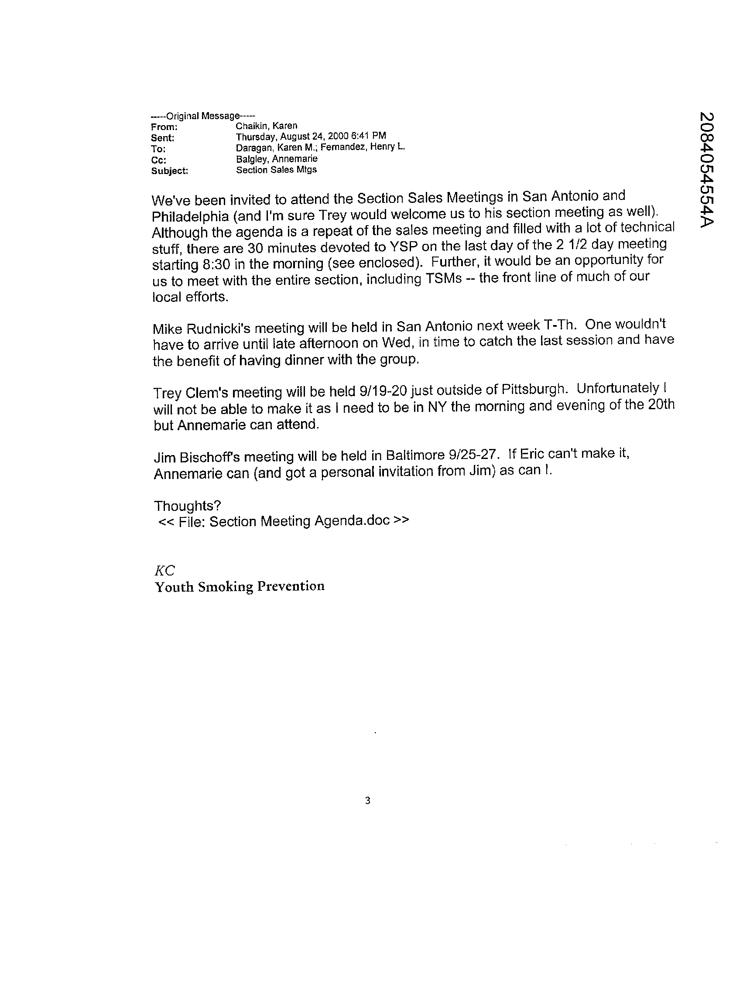 -----Original Message-----
From: Chaikin, Karen
Sent: Thursday, August 24, 2000 6:41 PM
To: Daragan, Karen M.; Fernandez, Henry L.
Cc: Balgley, Annemarie
Subject: Section Sales Mtgs
We've been invited to attend the Section Sales Meetings in San Antonio and
Philadelphia (and I'm sure Trey would welcome us to his section meeting as well).
Although the agenda is a repeat of the sales meeting and filled with a lot of technical
stuff, there are 30 minutes devoted to YSP on the last day of the 2 1/2 day meeting
starting 8:30 in the morning (see enclosed). Further, it would be an opportunity for
us to meet with the entire section, including TSMs -- the front line of much of our
local efforts.
Mike Rudnicki's meeting will be held in San Antonio next week T-Th. One wouldn't
have to arrive until late afternoon on Wed, in time to catch the last session and have
the benefit of having dinner with the group.
Trey Clem's meeting will be held 9/19-20 just outside of Pittsburgh. Unfortunately I
will not be able to make it as I need to be in NY the morning and evening of the 20th
but Annemarie can attend.
Jim Bischoff's meeting will be held in Baltimore 9/25-27. If Eric can't make it,
Annemarie can (and got a personal invitation from Jim) as can I.
Thoughts?
<< File: Section Meeting Agenda.doc >>
KC
Youth Smoking Prevention
3
2084054554A